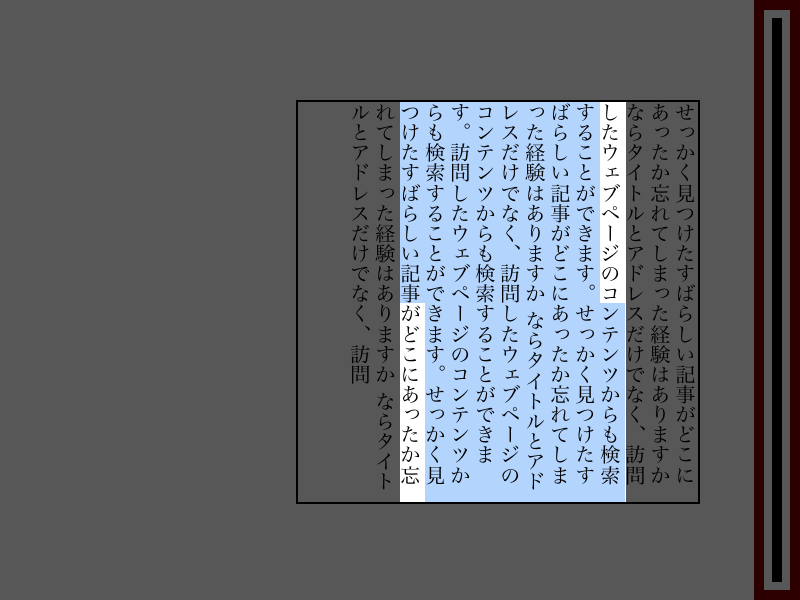 せっかく見つけたすばらしい記事がどこに
あったか忘れてしまった経験はありますか
ならタイトルとアドレスだけでなく、訪問
したウェブページのコンテンツからも検索
することができます。せっかく見つけたす
ばらしい記事がどこにあったか忘れてしま
った経験はありますか ならタイトルとアド
レスだけでなく、訪問したウェブページの
コンテンツからも検索することができま
す。訪問したウェブページのコンテンツか
らも検索することができます。せっかく見
つけたすばらしい記事がどこにあったか忘
れてしまった経験はありますか ならタイト
ルとアドレスだけでなく、訪問